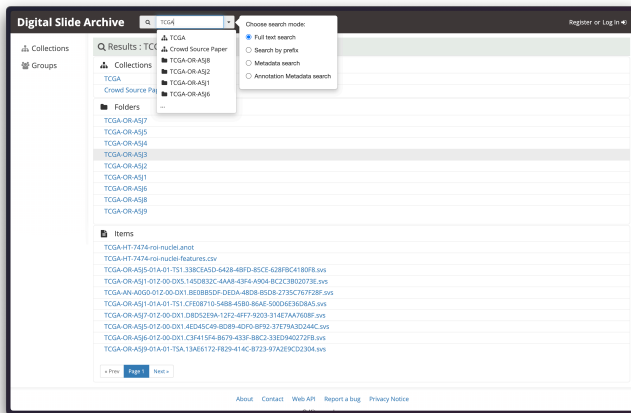 Digital Slide Archive
TCGA
Register or Log In
Choose search mode:
Full text search
Search by prefix
Metadata search
Annotation Metadata search
TCGA
Crowd Source Paper
TCGA-OR-A5J8
TCGA-OR-A5J2
TCGA-OR-A5J1
TCGA-OR-A5J6
...
Collections
Groups
Results : TCG
Collections
TCGA
Crowd Source Pap
Folders
TCGA-OR-A5J7
TCGA-OR-A5J5
TCGA-OR-A5J4
TCGA-OR-A5J3
TCGA-OR-A5J2
TCGA-OR-A5J1
TCGA-OR-A5J6
TCGA-OR-A5J8
TCGA-OR-A5J9
Items
TCGA-HT-7474-roi-nuclei.anot
TCGA-HT-7474-roi-nuclei-features.csv
TCGA-OR-A5J5-01A-01-TS1.338CEA5D-6428-4BFD-85CE-628FBC4180F8.svs
TCGA-OR-A5J1-01Z-00-DX5.145D832C-4AA8-43F4-A904-BC2C3B02073E.svs
TCGA-AN-A0G0-01Z-00-DX1.BE0BB5DF-DEDA-48D8-B5D8-2735C767F28F.svs
TCGA-OR-A5J1-01A-01-TS1.CFE08710-54B8-45B0-86AE-500D6E36D8A5.svs
TCGA-OR-A5J7-01Z-00-DX1.D8D52E9A-12F2-4FF7-9203-314E7AA7608F.svs
TCGA-OR-A5J5-01Z-00-DX1.4ED45C49-BD89-4DF0-BF92-37E79A3D244C.svs
TCGA-OR-A5J6-01Z-00-DX1.C3F415F4-B679-433F-B8C2-33ED940272FB.svs
TCGA-OR-A5J9-01A-01-TSA.13AE6172-F829-414C-B723-97A2E9CD2304.svs
« Prev Page 1 Next »
About Contact Web API Report a bug Privacy Notice